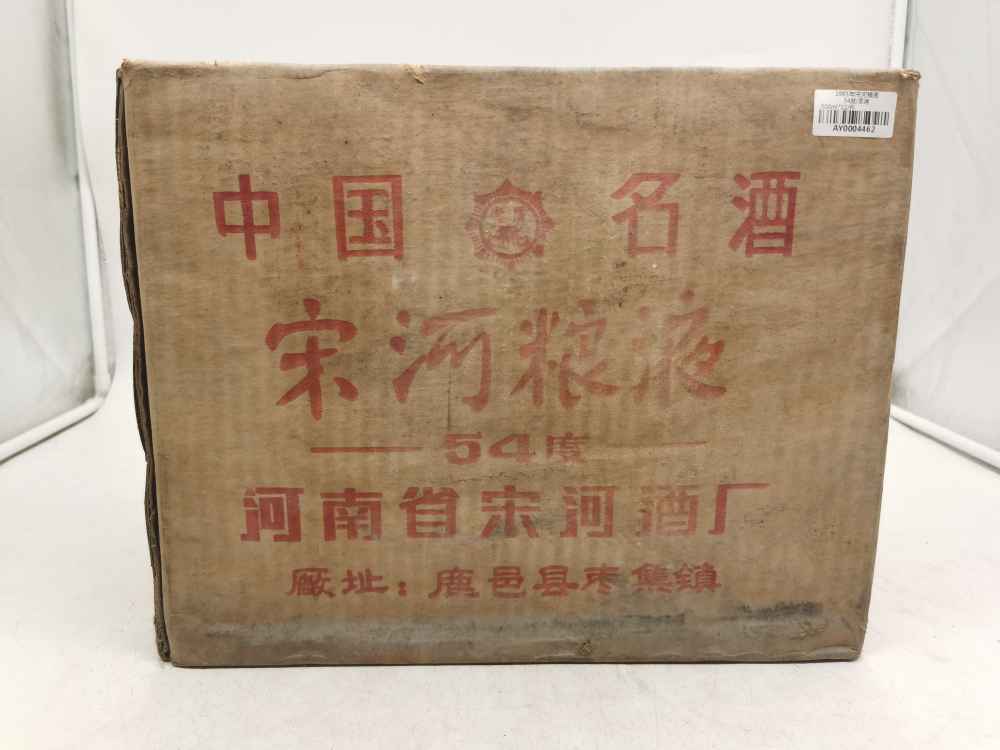 中国名酒
宋河粮液
54度
河南省宋河酒厂
廠址：鹿邑县枣集镇
AY0004462